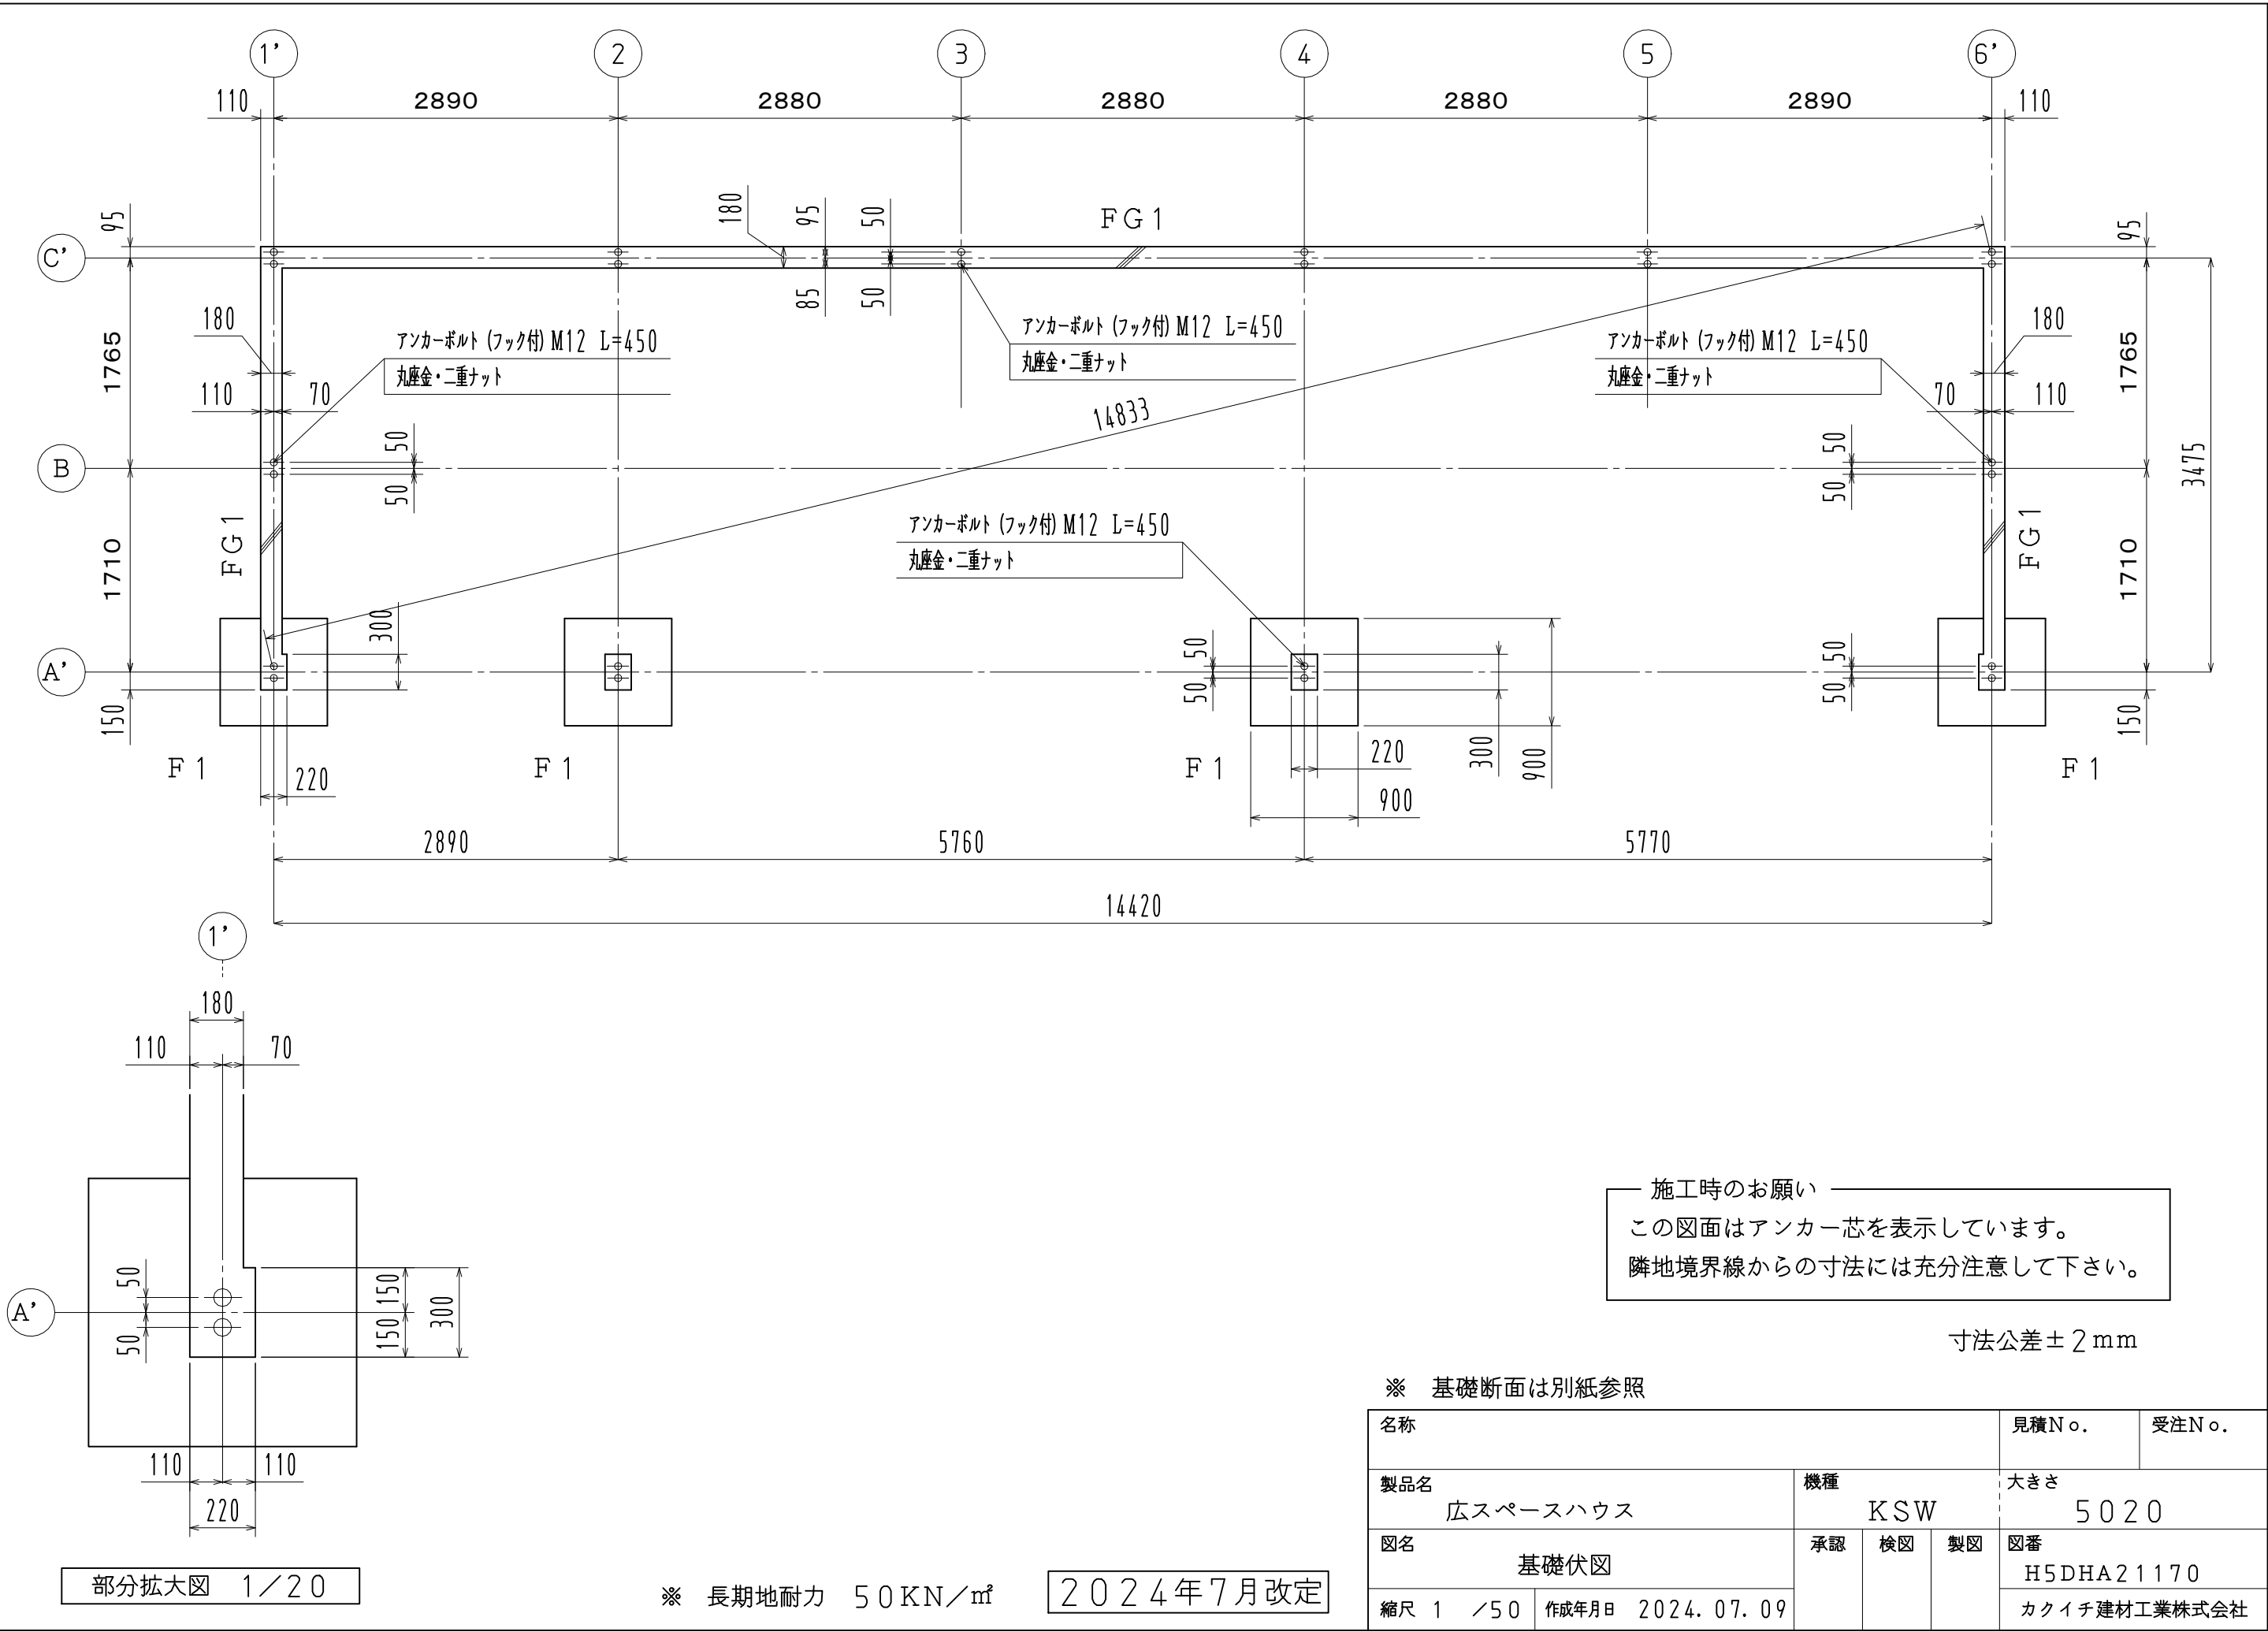 1’ 2 3 4 5 6’
110 2890 2880 2880 2880 2890 110
95 180 95 50 FG1 95
C’
85 50
180 180
アンカーボルト (フック付) M12 L=450
丸座金・二重ナット
アンカーボルト (フック付) M12 L=450
丸座金・二重ナット
アンカーボルト (フック付) M12 L=450
丸座金・二重ナット
1765 1765
110 70 14833 70 110
50 50 3475
B
50 50
アンカーボルト (フック付) M12 L=450
丸座金・二重ナット
FG1 FG1
1710 1710
300
50 50
A’
50 50
150 150
F1 F1 F1 F1
220 220 300 900
900
2890 5760 5770
14420
1’
180
110 70
50 150
A’ 300
50 150
110 110
220
部分拡大図 1/20
※ 長期地耐力 50KN/㎡
2024年7月改定
施工時のお願い
この図面はアンカー芯を表示しています。
隣地境界線からの寸法には充分注意して下さい。
寸法公差±2mm
※ 基礎断面は別紙参照
名称 見積No. 受注No.
製品名 機種 大きさ
広スペースハウス KSW 5020
図名 承認 検図 製図 図番
基礎伏図 H5DHA21170
縮尺 1 /50 作成年月日 2024.07.09 カクイチ建材工業株式会社